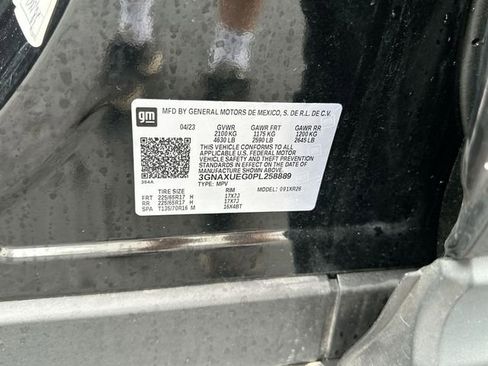 gm
MFD BY GENERAL MOTORS DE MEXICO, S. DE R.L. DE C.V.
04/23 GVWR GAWR FRT GAWR RR
2100 KG 1175 KG 1200 KG
4630 LB 2590 LB 2645 LB
THIS VEHICLE CONFORMS TO ALL
APPLICABLE U.S. FEDERAL MOTOR
VEHICLE SAFETY AND THEFT PREVENTION
STANDARDS IN EFFECT ON THE DATE OF
MANUFACTURE SHOWN ABOVE.
3GNAXUEG0PL258889
TYPE: MPV MODEL: 091XR26
TIRE SIZE RIM
FRT 225/65R17 H 17X7J
RR 225/65R17 H 17X7J
SPA T135/70R16 M 16X4BT